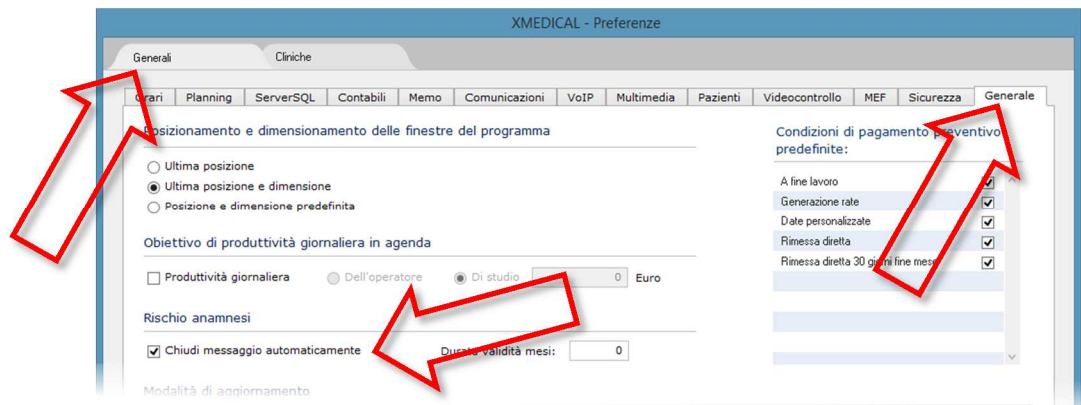 XMEDICAL - Preferenze
Generali Cliniche
Orari Planning ServerSQL Contabili Memo Comunicazioni VoIP Multimedia Pazienti Videocontrollo MEF Sicurezza Generale
Posizionamento e dimensionamento delle finestre del programma
Ultima posizione
Ultima posizione e dimensione
Posizione e dimensione predefinita
Obiettivo di produttività giornaliera in agenda
Produttività giornaliera Dell'operatore Di studio 0 Euro
Rischio anamnesi
Chiudi messaggio automaticamente Durata validità mesi: 0
Modalità di aggiornamento
Condizioni di pagamento preventivo
predefinite:
A fine lavoro
Generazione rate
Date personalizzate
Rimessa diretta
Rimessa diretta 30 giorni fine mese